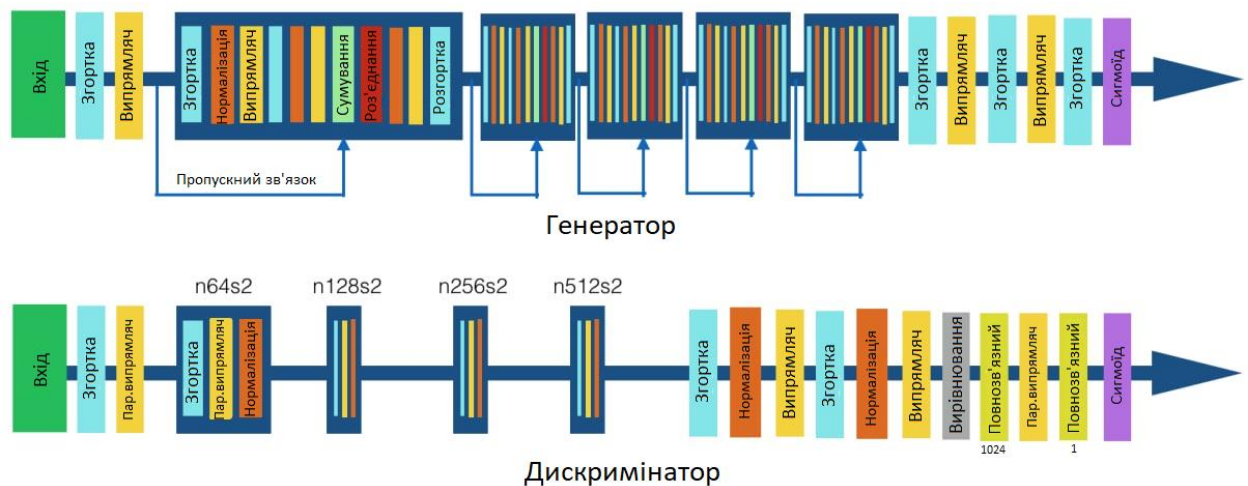 Вхід
Згортка
Випрямляч
Згортка
Нормалізація
Випрямляч
Сумування
Роз'єднання
Розгортка
Згортка
Випрямляч
Згортка
Випрямляч
Згортка
Сигмоїд
Пропускний зв'язок
Генератор
n64s2
n128s2
n256s2
n512s2
Вхід
Згортка
Пар.випрямляч
Згортка
Пар.випрямляч
Нормалізація
Згортка
Нормалізація
Випрямляч
Згортка
Нормалізація
Випрямляч
Вирівнювання
Повнозв'язний
Пар.випрямляч
Повнозв'язний
Сигмоїд
1024
1
Дискримінатор